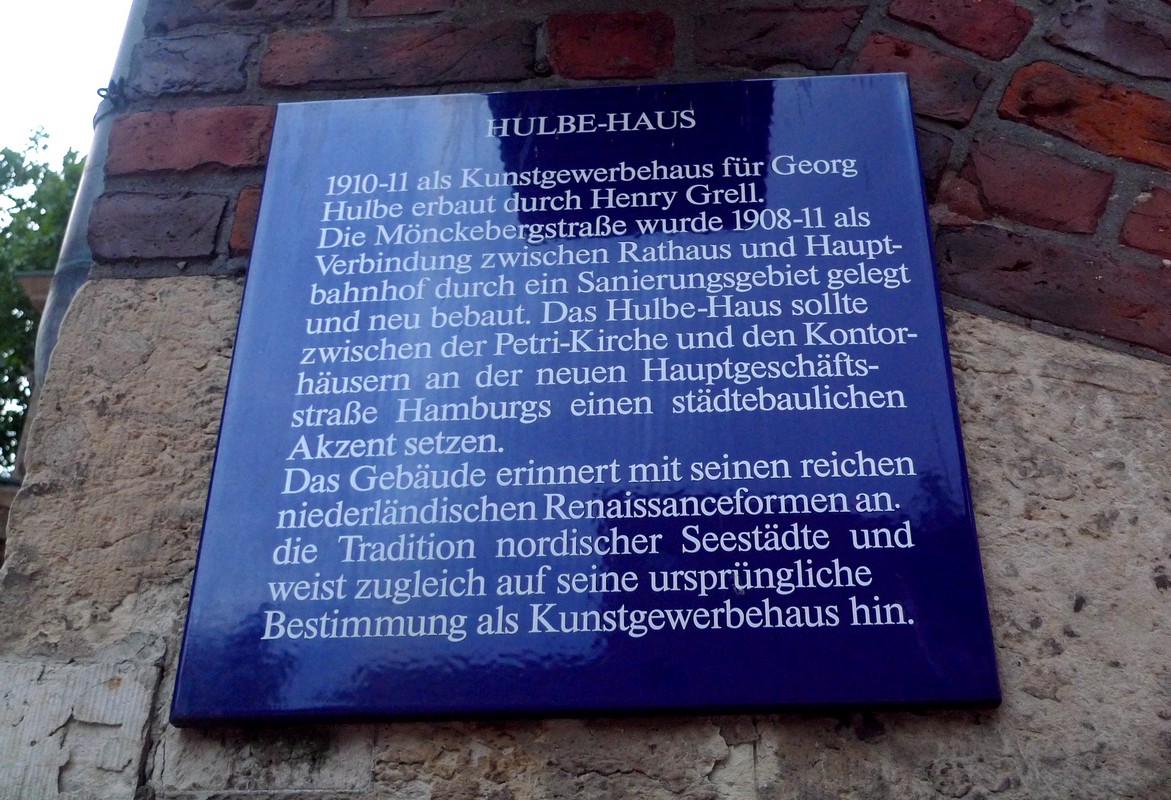 HULBE-HAUS
1910-11 als Kunstgewerbehaus für Georg
Hulbe erbaut durch Henry Grell.
Die Mönckebergstraße wurde 1908-11 als
Verbindung zwischen Rathaus und Haupt-
bahnhof durch ein Sanierungsgebiet gelegt
und neu bebaut. Das Hulbe-Haus sollte
zwischen der Petri-Kirche und den Kontor-
häusern an der neuen Hauptgeschäfts-
straße Hamburgs einen städtebaulichen
Akzent setzen.
Das Gebäude erinnert mit seinen reichen
niederländischen Renaissanceformen an.
die Tradition nordischer Seestädte und
weist zugleich auf seine ursprüngliche
Bestimmung als Kunstgewerbehaus hin.